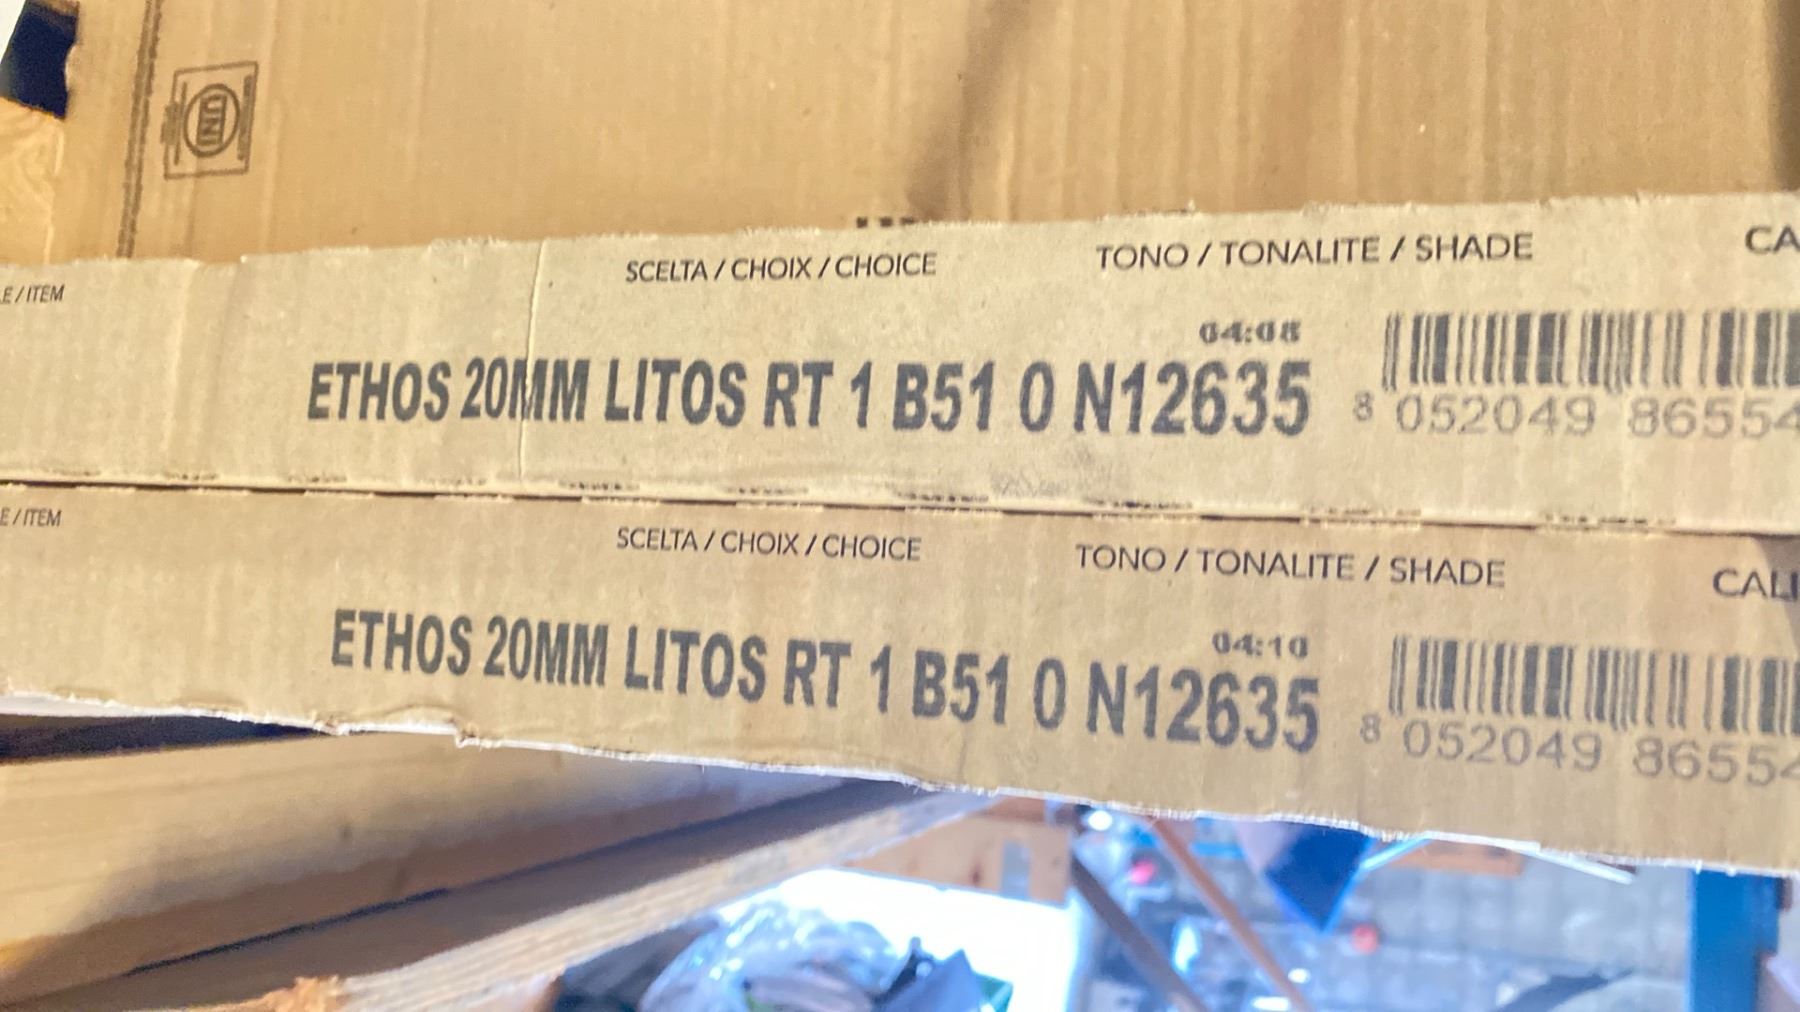 UNI
E / ITEM
SCELTA / CHOIX / CHOICE
TONO / TONALITE / SHADE
CA
04:08
ETHOS 20MM LITOS RT 1 B51 0 N12635
8 052049 86554
E / ITEM
SCELTA / CHOIX / CHOICE
TONO / TONALITE / SHADE
CALI
04:10
ETHOS 20MM LITOS RT 1 B51 0 N12635
8 052049 86554